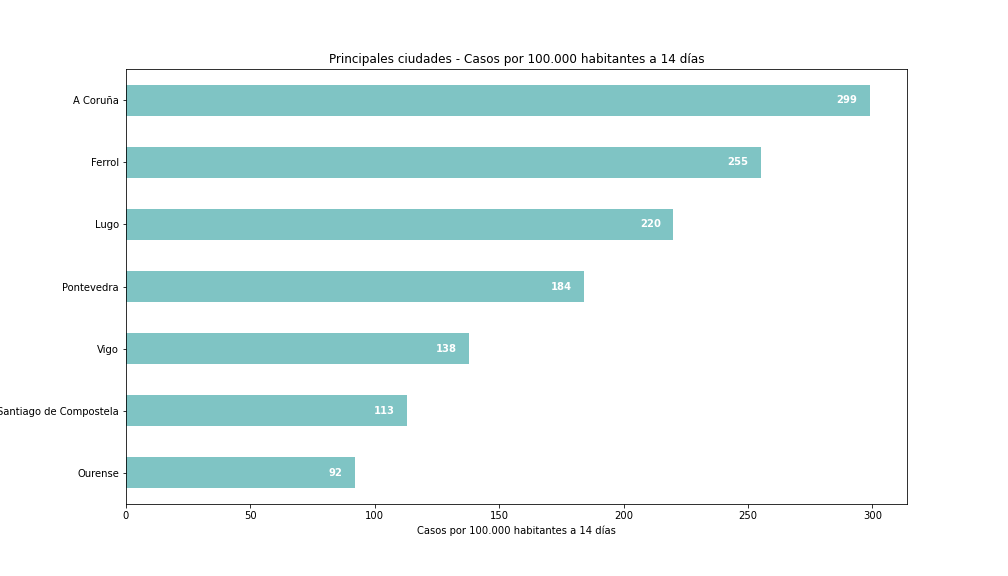 Principales ciudades - Casos por 100.000 habitantes a 14 días
A Coruña 299
Ferrol 255
Lugo 220
Pontevedra 184
Vigo 138
Santiago de Compostela 113
Ourense 92
0 50 100 150 200 250 300
Casos por 100.000 habitantes a 14 días